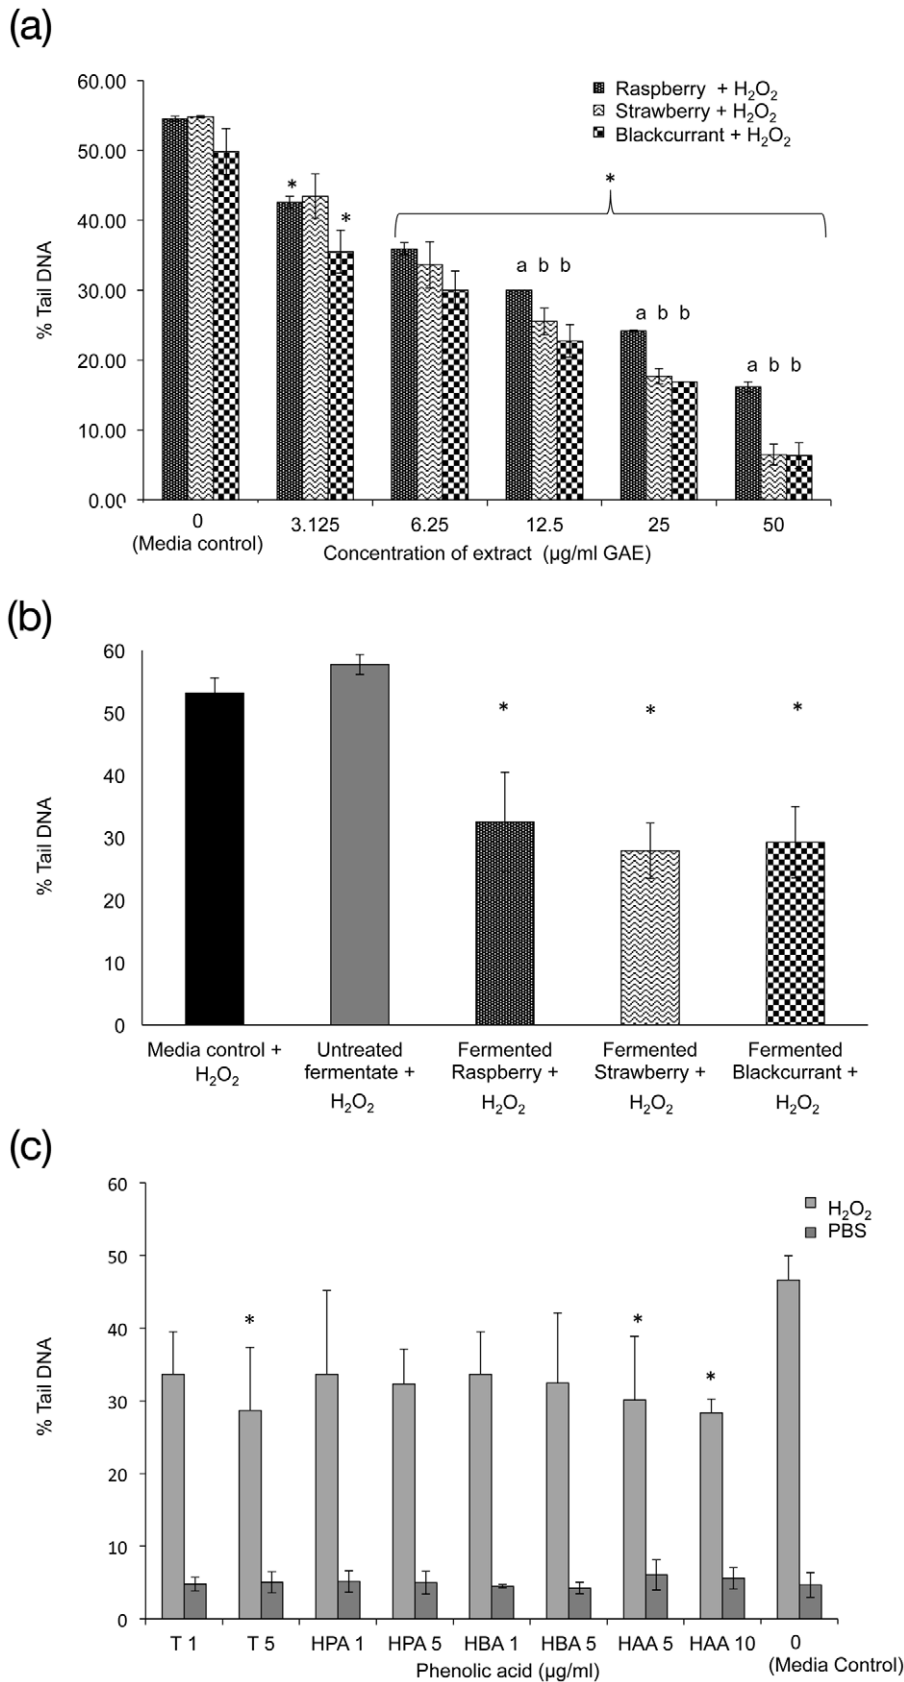 (a)
60.00
50.00
40.00
30.00
20.00
10.00
0.00
% Tail DNA
Raspberry + H₂O₂
Strawberry + H₂O₂
Blackcurrant + H₂O₂
*
*
*
a b b
a b b
a b b
0 3.125 6.25 12.5 25 50
(Media control)
Concentration of extract (µg/ml GAE)
(b)
60
50
40
30
20
10
0
% Tail DNA
* * *
Media control + H₂O₂
Untreated fermentate + H₂O₂
Fermented Raspberry + H₂O₂
Fermented Strawberry + H₂O₂
Fermented Blackcurrant + H₂O₂
(c)
60
50
40
30
20
10
0
% Tail DNA
H₂O₂
PBS
* * *
T 1 T 5 HPA 1 HPA 5 HBA 1 HBA 5 HAA 5 HAA 10 0
(Media Control)
Phenolic acid (µg/ml)